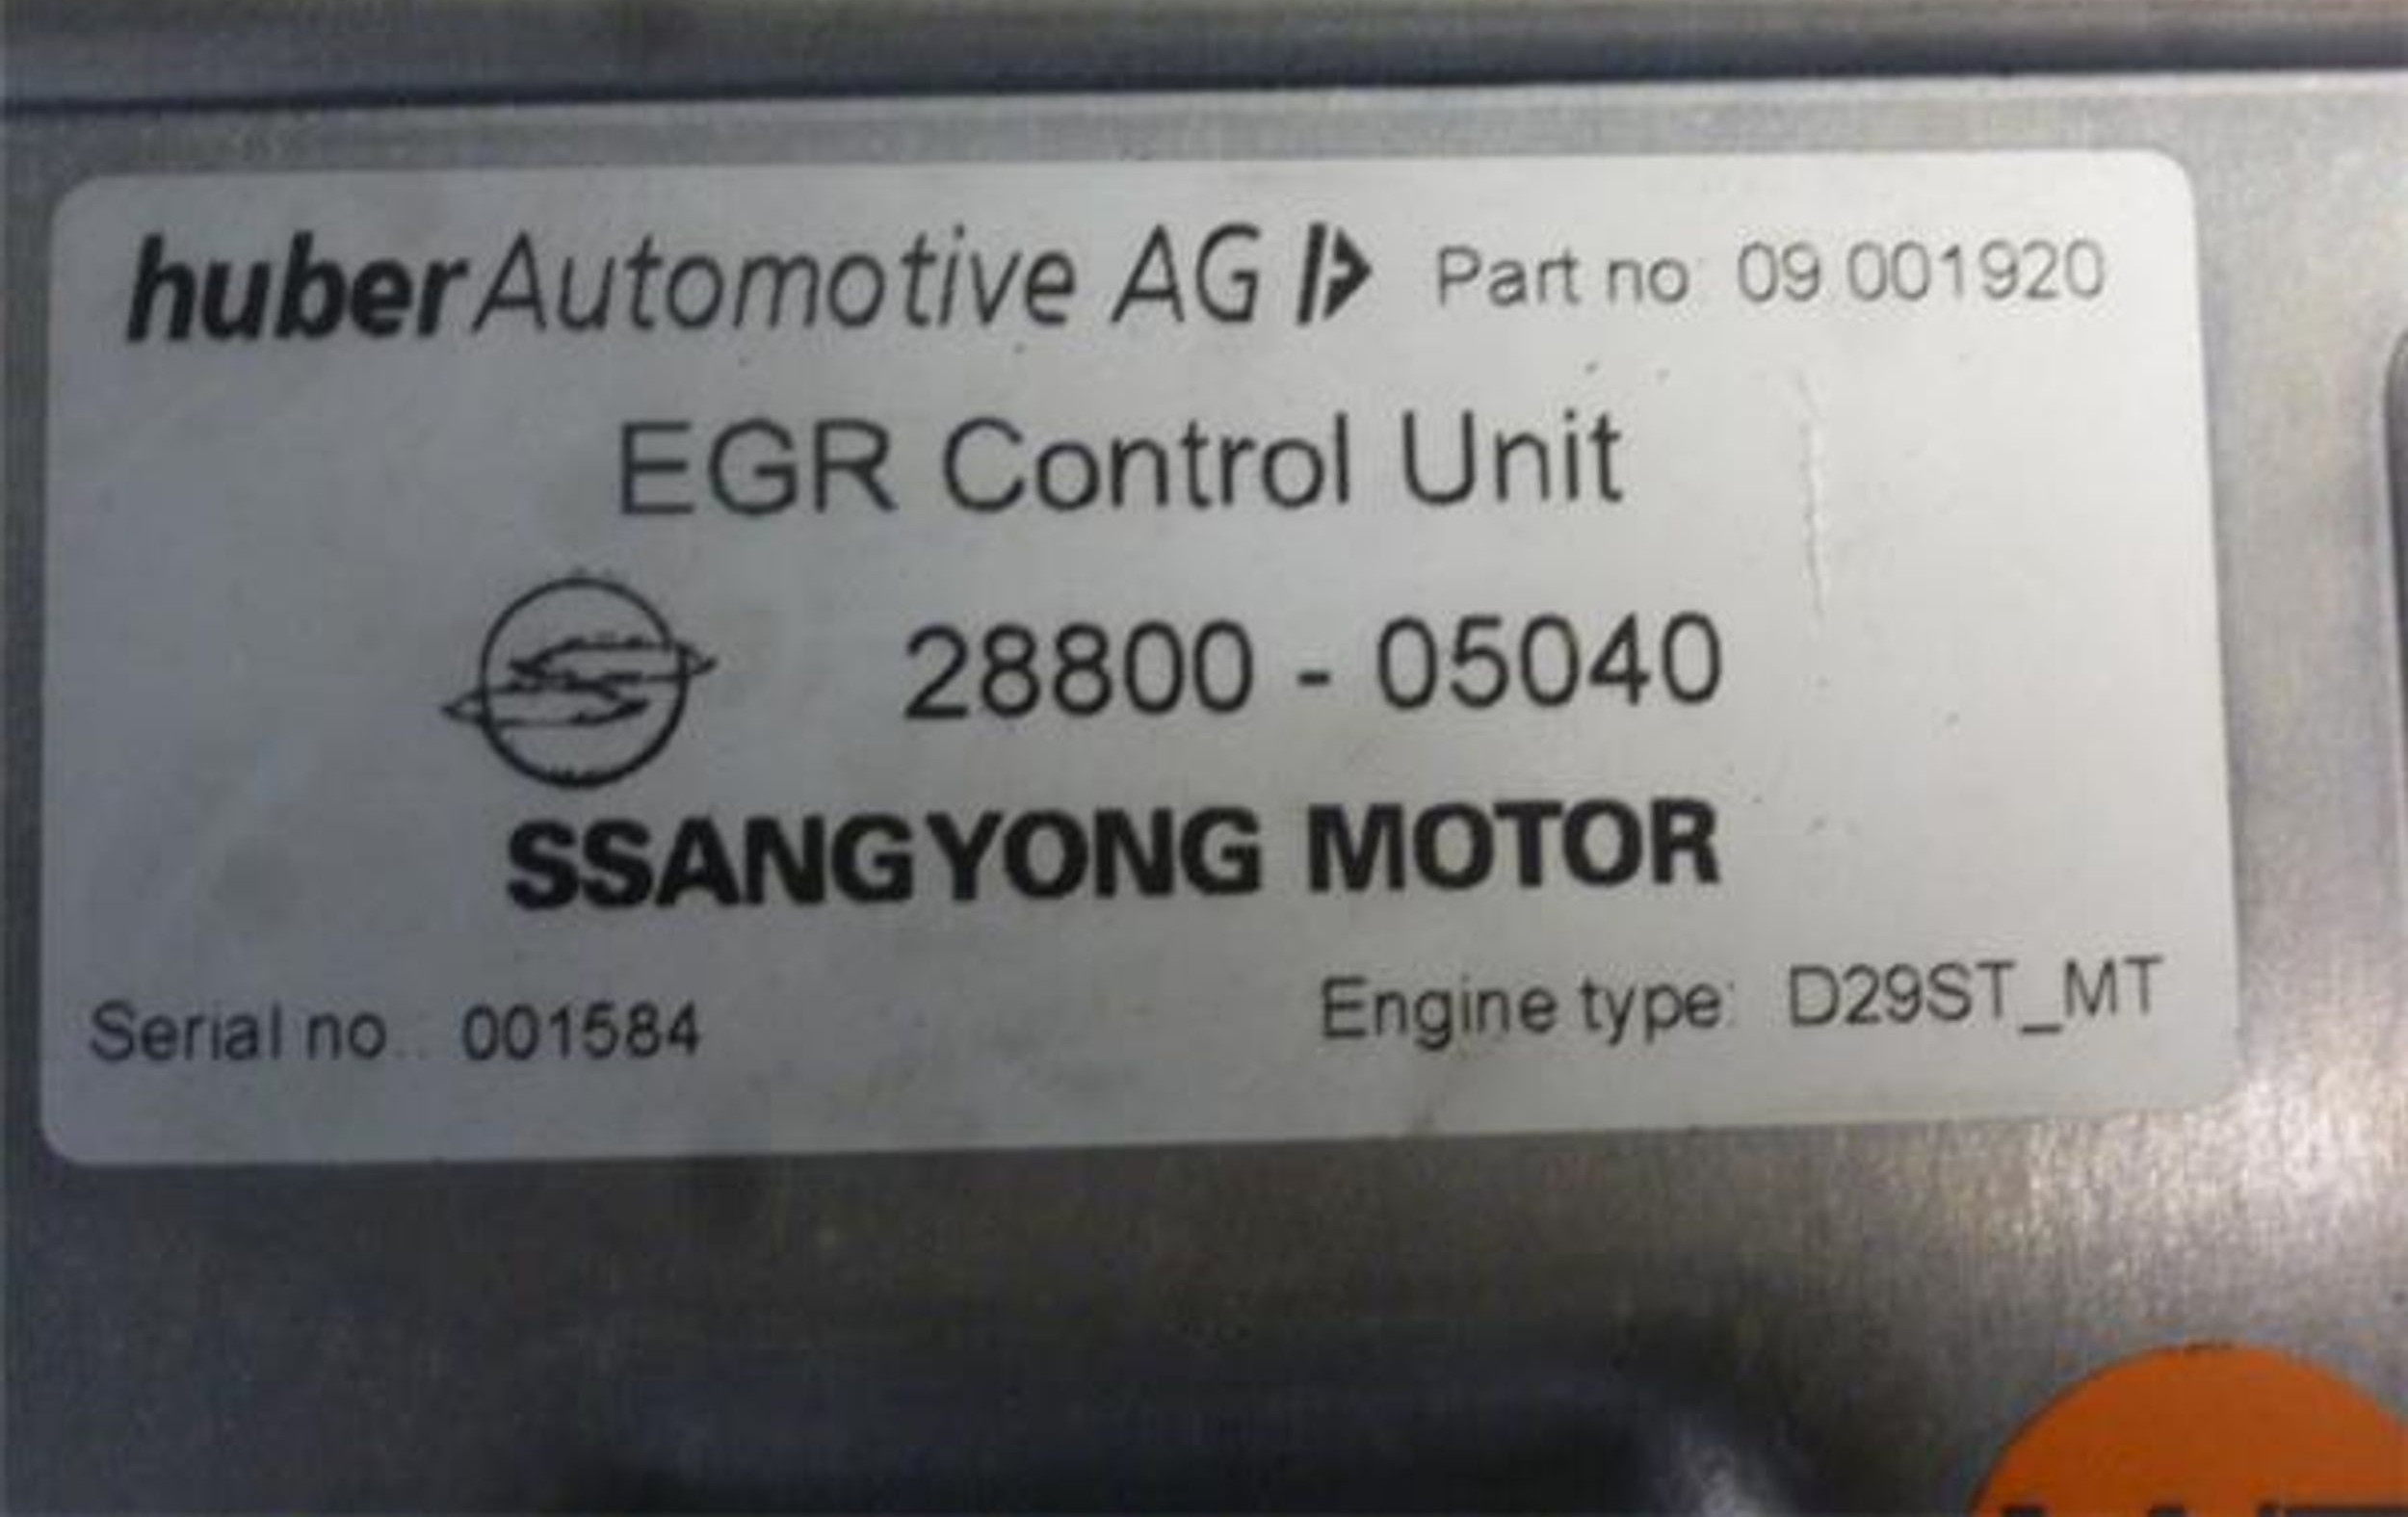 huber Automotive AG Part no 09 001920
EGR Control Unit
28800 - 05040
SSANGYONG MOTOR
Serial no.: 001584 Engine type: D29ST_MT